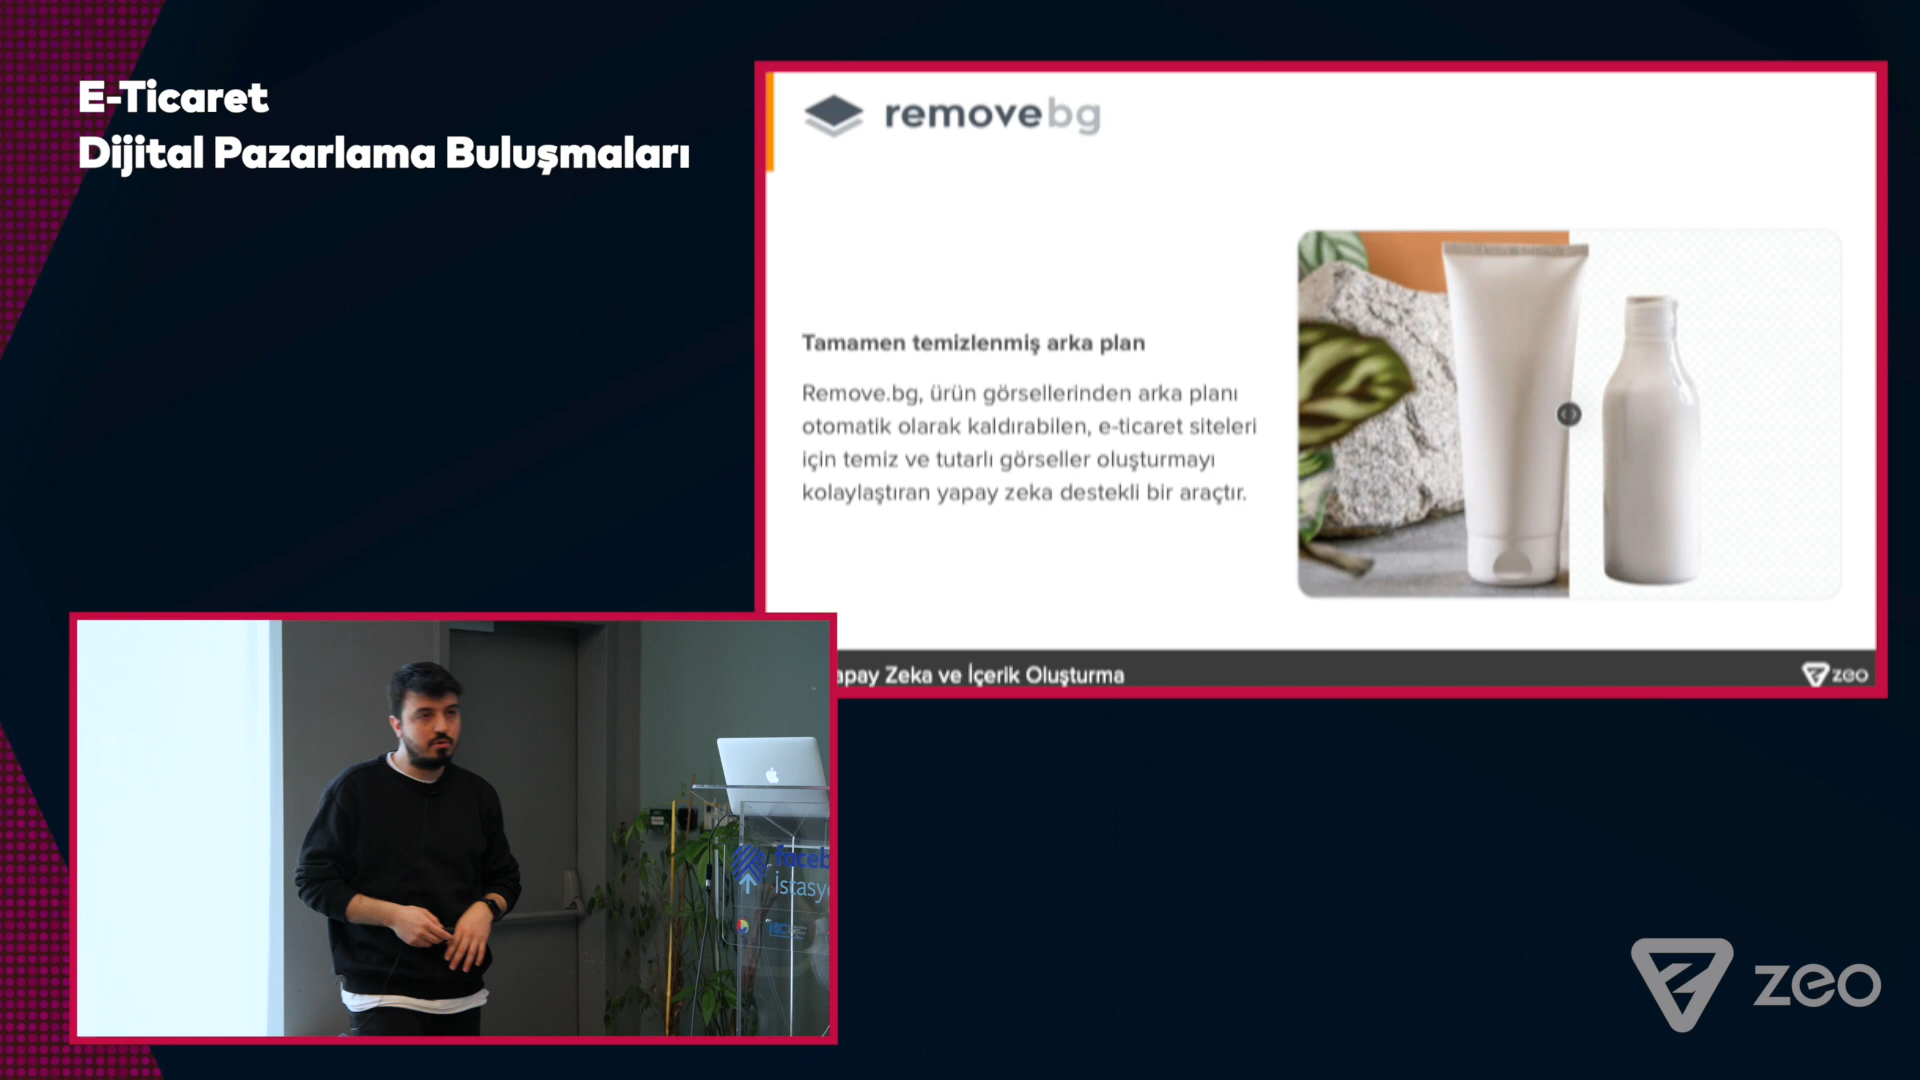 E-Ticaret
Dijital Pazarlama Buluşmaları
removebg
Tamamen temizlenmiş arka plan
Remove.bg, ürün görsellerinden arka planı
otomatik olarak kaldırabilen, e-ticaret siteleri
için temiz ve tutarlı görseller oluşturmayı
kolaylaştıran yapay zeka destekli bir araçtır.
apay Zeka ve İçerik Oluşturma
zeo
faceb
İstasyo
zeo